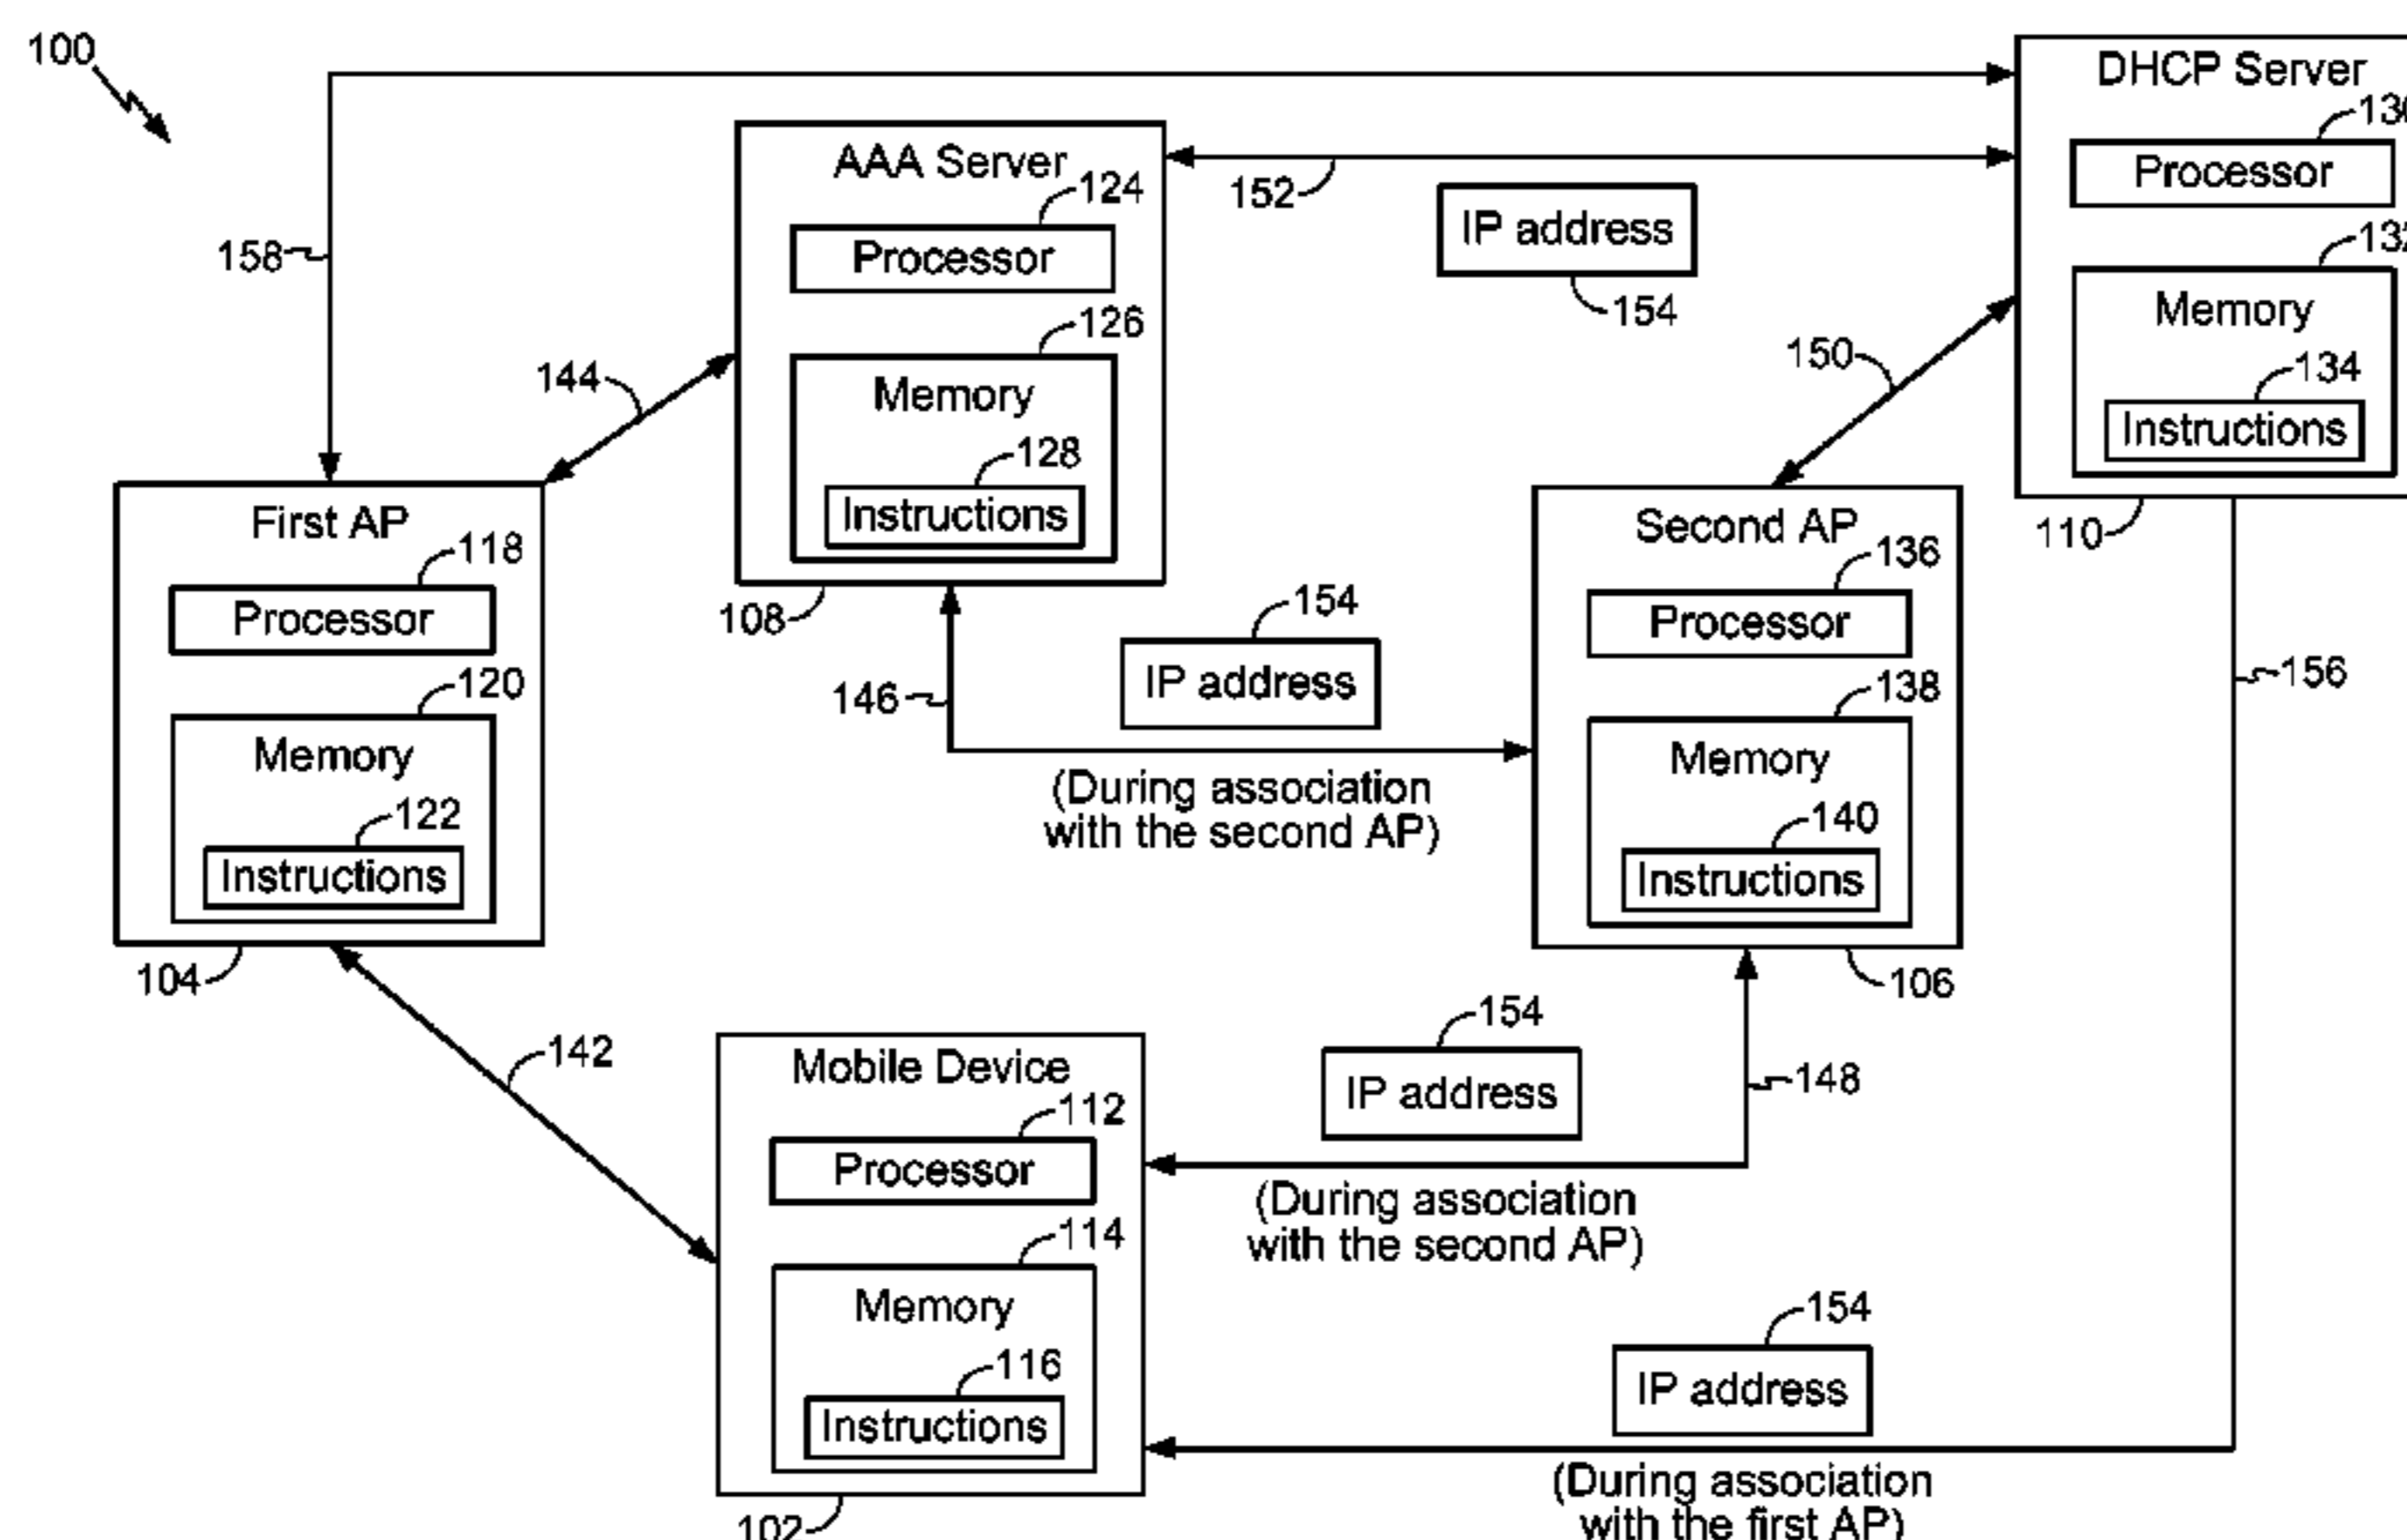 100
DHCP Server
130
Processor
132
Memory
134
Instructions
110
AAA Server
124
Processor
126
Memory
128
Instructions
108
152
IP address
154
158
144
150
First AP
118
Processor
120
Memory
122
Instructions
104
Second AP
136
Processor
138
Memory
140
Instructions
106
154
IP address
146
(During association
with the second AP)
156
142
Mobile Device
112
Processor
114
Memory
116
Instructions
102
154
IP address
148
(During association
with the second AP)
154
IP address
(During association
with the first AP)